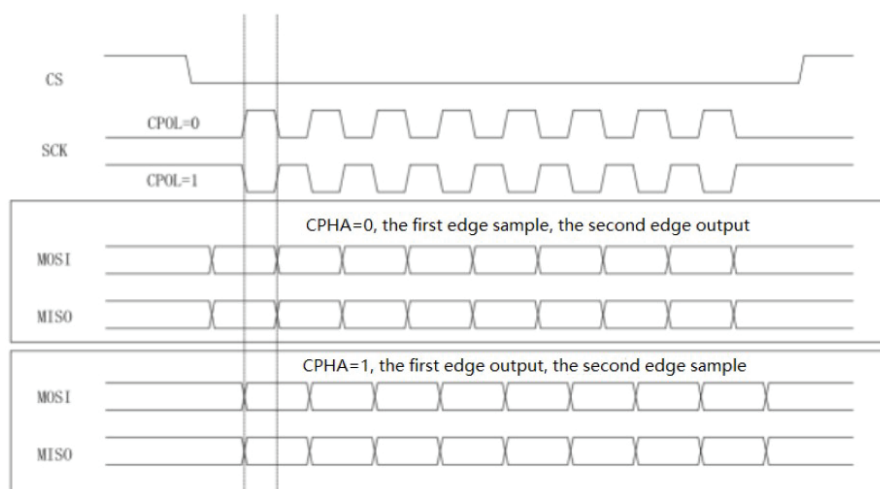 CS
CPOL=0
SCK
CPOL=1
CPHA=0, the first edge sample, the second edge output
MOSI
MISO
CPHA=1, the first edge output, the second edge sample
MOSI
MISO